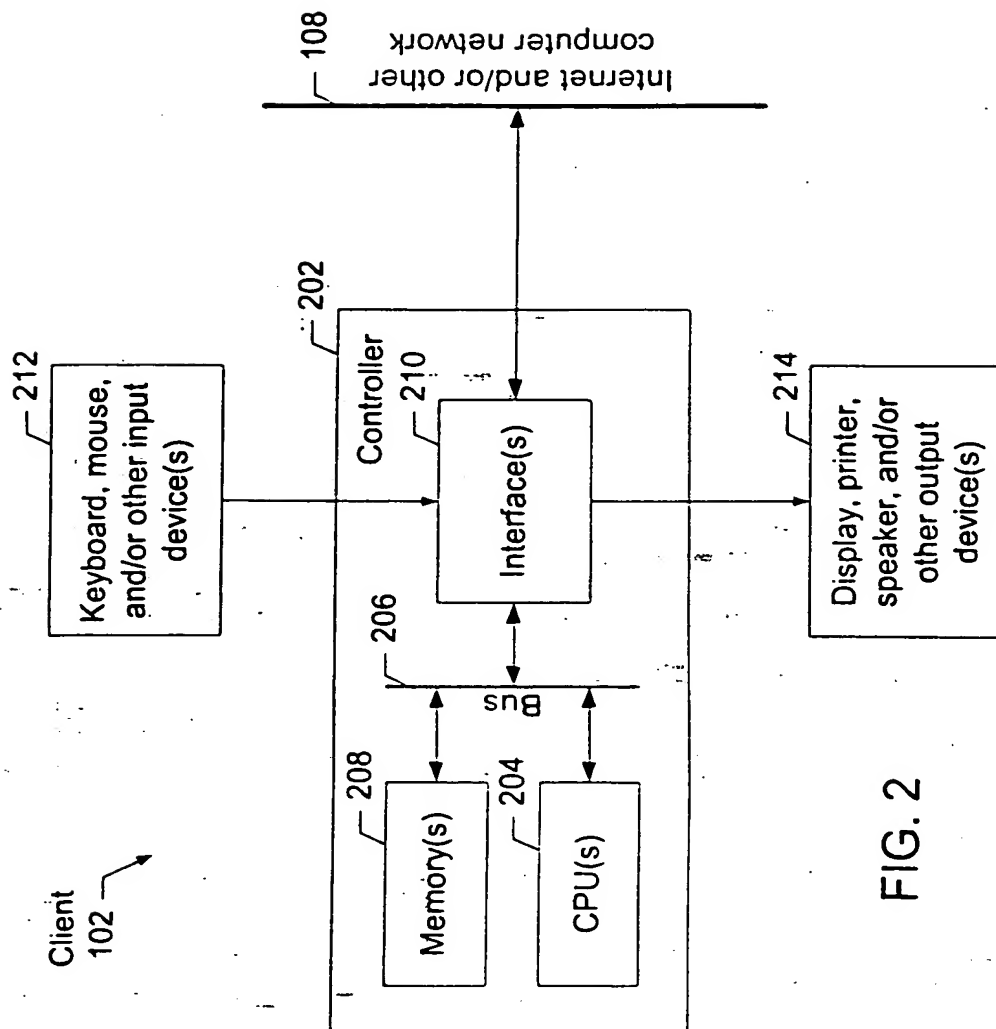 Client
102
212
Keyboard, mouse,
and/or other input
device(s)
202
Controller
208
Memory(s)
204
CPU(s)
206
Bus
210
Interface(s)
108
Internet and/or other
computer network
214
Display, printer,
speaker, and/or
other output
device(s)
FIG. 2